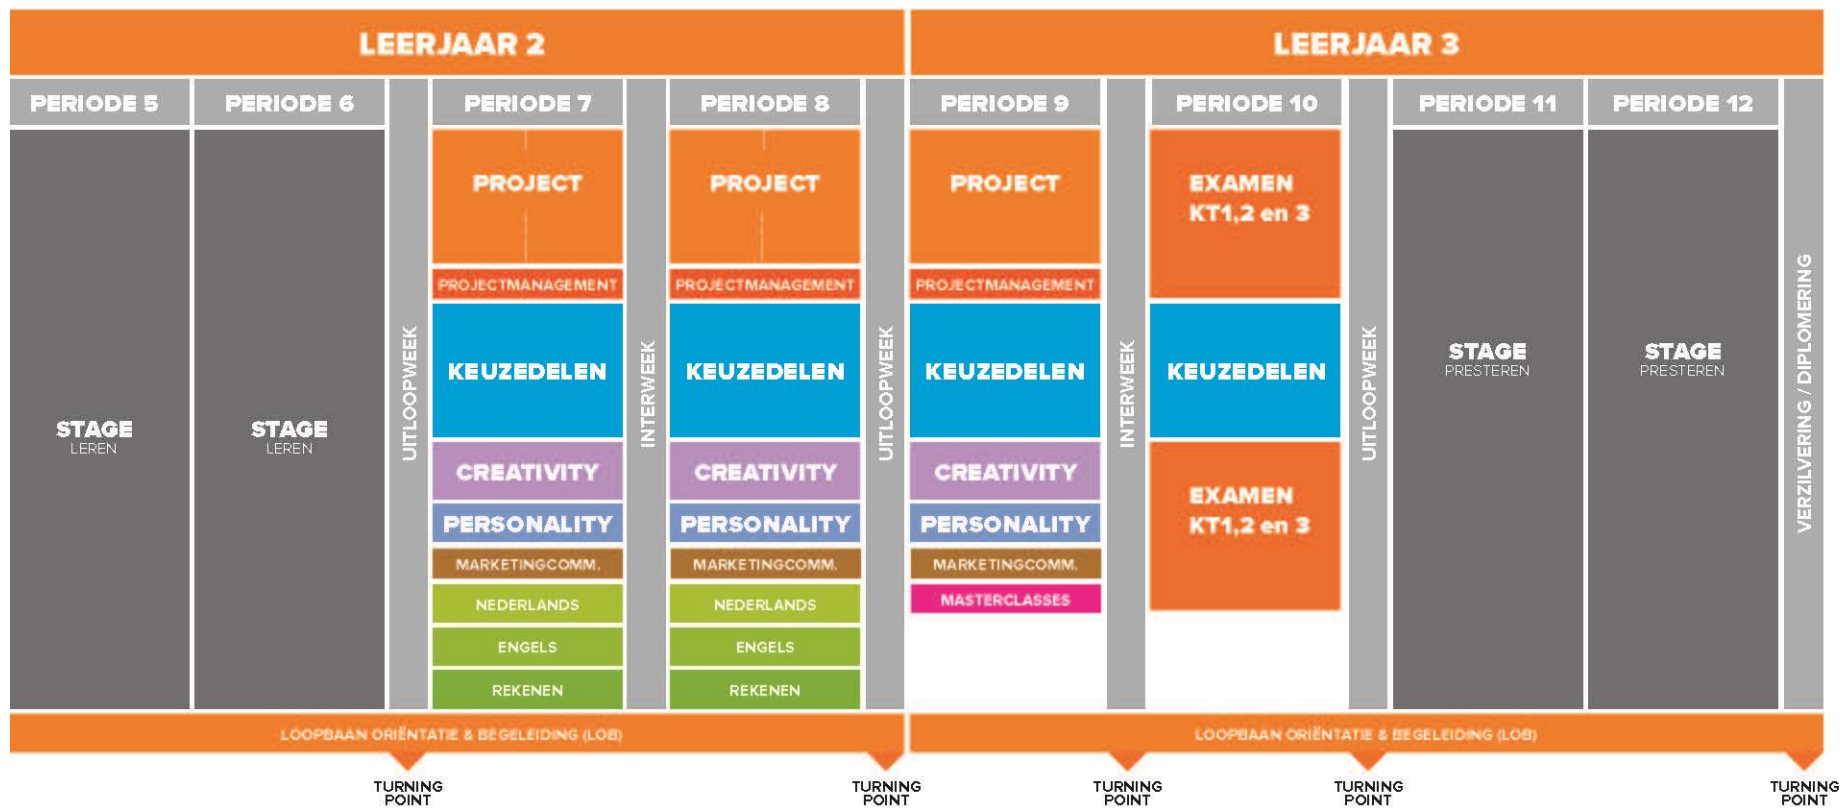 LEERJAAR 2
LEERJAAR 3
PERIODE 5
PERIODE 6
PERIODE 7
PERIODE 8
PERIODE 9
PERIODE 10
PERIODE 11
PERIODE 12
STAGE
LEREN
STAGE
LEREN
UITLOOPWEEK
PROJECT
PROJECTMANAGEMENT
KEUZEDELEN
CREATIVITY
PERSONALITY
MARKETINGCOMM.
NEDERLANDS
ENGELS
REKENEN
INTERWEEK
PROJECT
PROJECTMANAGEMENT
KEUZEDELEN
CREATIVITY
PERSONALITY
MARKETINGCOMM.
NEDERLANDS
ENGELS
REKENEN
UITLOOPWEEK
PROJECT
PROJECTMANAGEMENT
KEUZEDELEN
CREATIVITY
PERSONALITY
MARKETINGCOMM.
MASTERCLASSES
INTERWEEK
EXAMEN
KT1,2 en 3
KEUZEDELEN
EXAMEN
KT1,2 en 3
UITLOOPWEEK
STAGE
PRESTEREN
STAGE
PRESTEREN
VERZILVERING / DIPLOMERING
LOOPBAAN ORIËNTATIE & BEGELEIDING (LOB)
LOOPBAAN ORIËNTATIE & BEGELEIDING (LOB)
TURNING
POINT
TURNING
POINT
TURNING
POINT
TURNING
POINT
TURNING
POINT